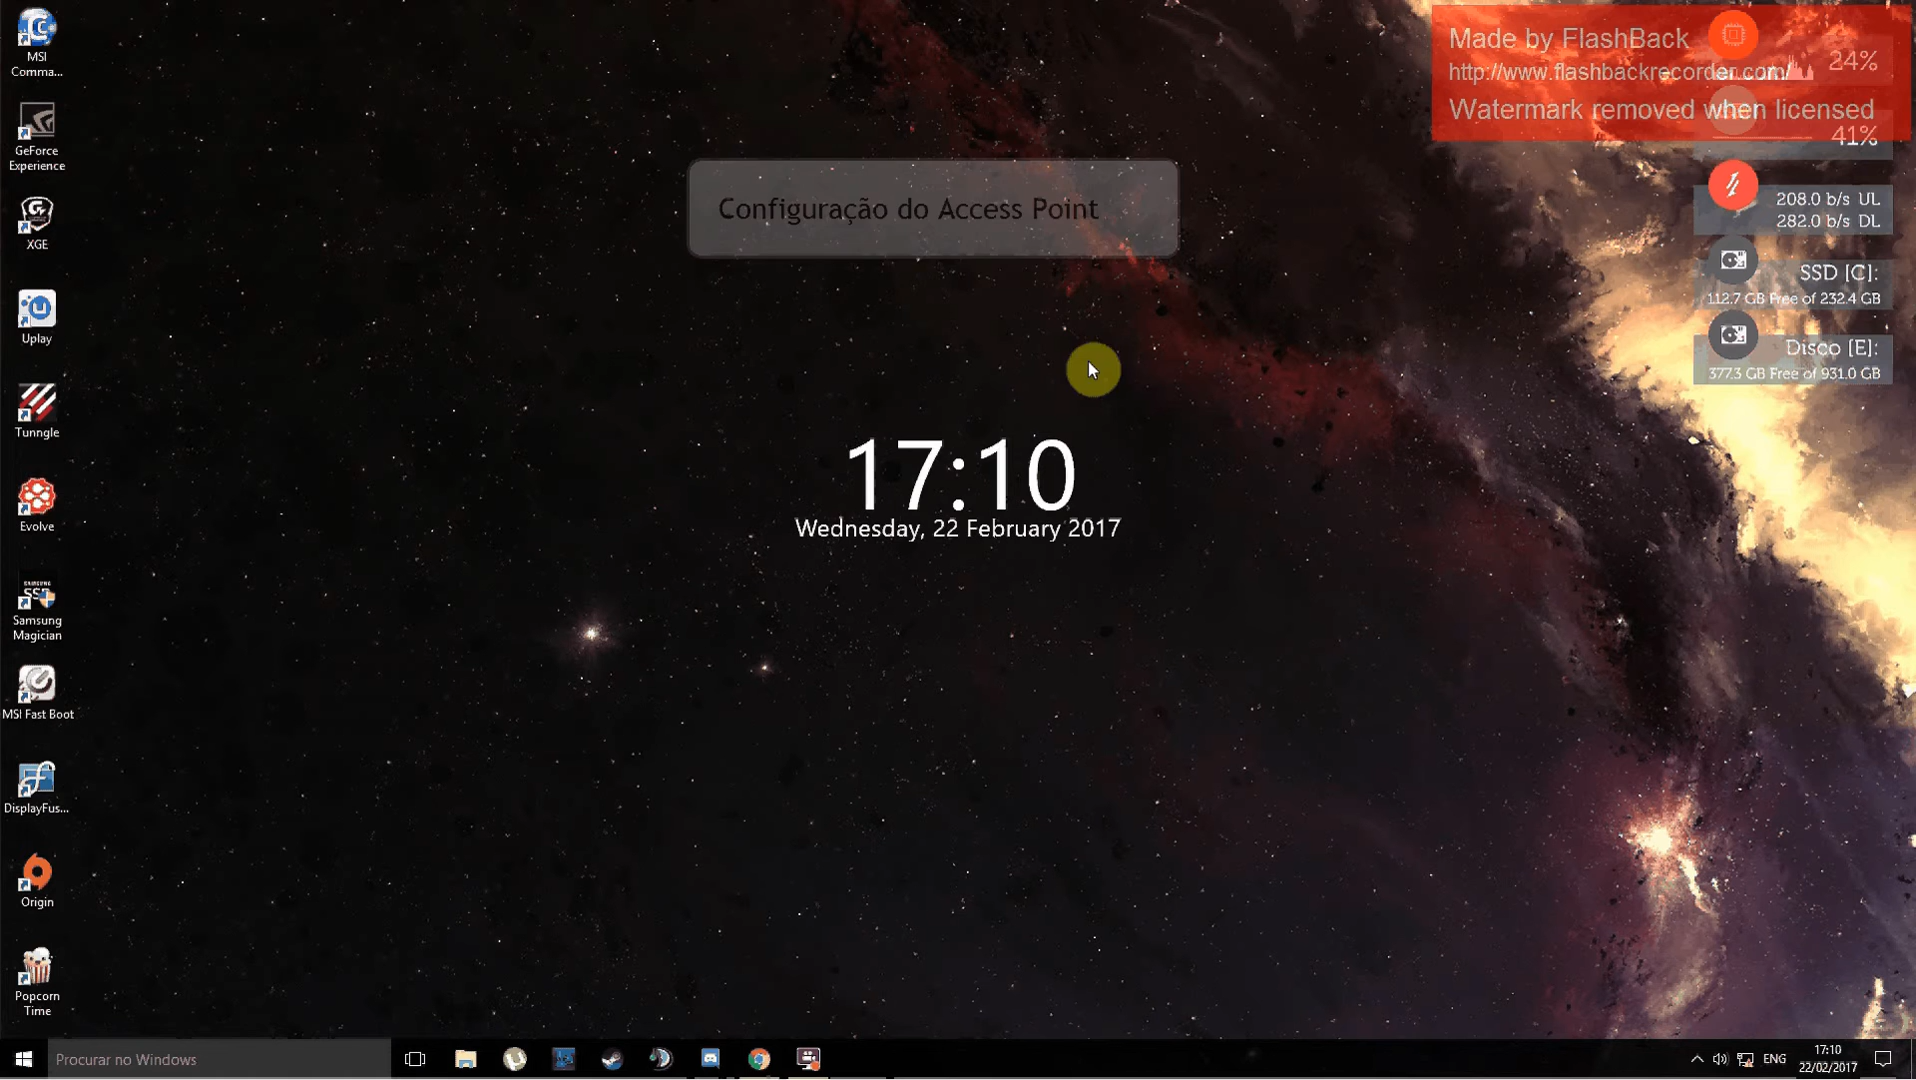 MSI
Comma...
GeForce
Experience
XGE
Uplay
Tunngle
Evolve
SAMSUNG
SSD
Samsung
Magician
MSI Fast Boot
DisplayFus...
Origin
Popcorn
Time
Configuração do Access Point
17:10
Wednesday, 22 February 2017
Made by FlashBack
http://www.flashbackrecorder.com/
Watermark removed when licensed
24%
41%
208.0 b/s UL
282.0 b/s DL
SSD [C]:
112.7 GB Free of 232.4 GB
Disco [E]:
377.3 GB Free of 931.0 GB
Procurar no Windows
ENG
17:10
22/02/2017